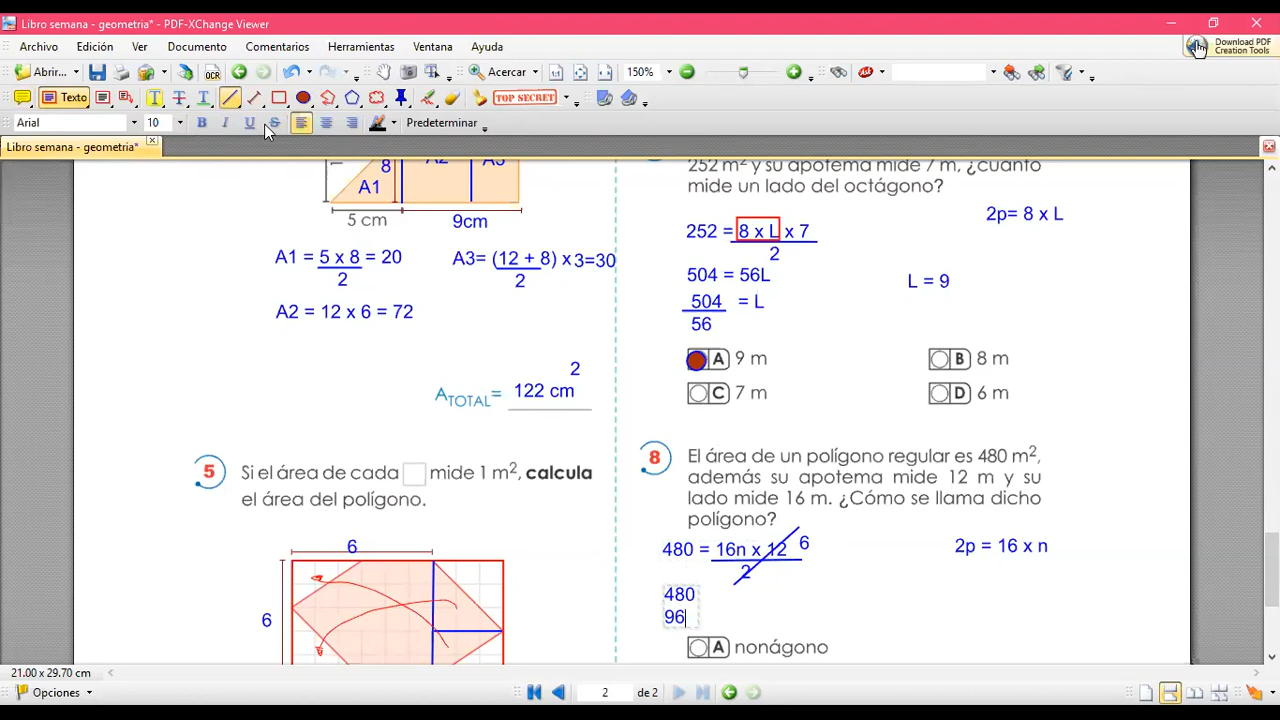 Libro semana - geometria* - PDF-XChange Viewer
Archivo Edición Ver Documento Comentarios Herramientas Ventana Ayuda
Download PDF
Creation Tools
Abrir... OCR Acercar 150%
Texto T T T TOP SECRET
Arial 10 B I U S Predeterminar
Libro semana - geometria*
8 A2 A3
A1
5 cm 9cm
A1 = 5 x 8 = 20
2
A3= (12 + 8) x 3=30
2
A2 = 12 x 6 = 72
2
A TOTAL = 122 cm
5 Si el área de cada mide 1 m², calcula
el área del polígono.
6
6
252 m² y su apotema mide 7 m, ¿cuánto
mide un lado del octágono?
2p= 8 x L
252 = 8 x L x 7
2
504 = 56L
L = 9
504 = L
56
A 9 m B 8 m
C 7 m D 6 m
8 El área de un polígono regular es 480 m²,
además su apotema mide 12 m y su
lado mide 16 m. ¿Cómo se llama dicho
polígono?
480 = 16n x 12 6
2
2p = 16 x n
480
96
A nonágono
21.00 x 29.70 cm
Opciones 2 de 2